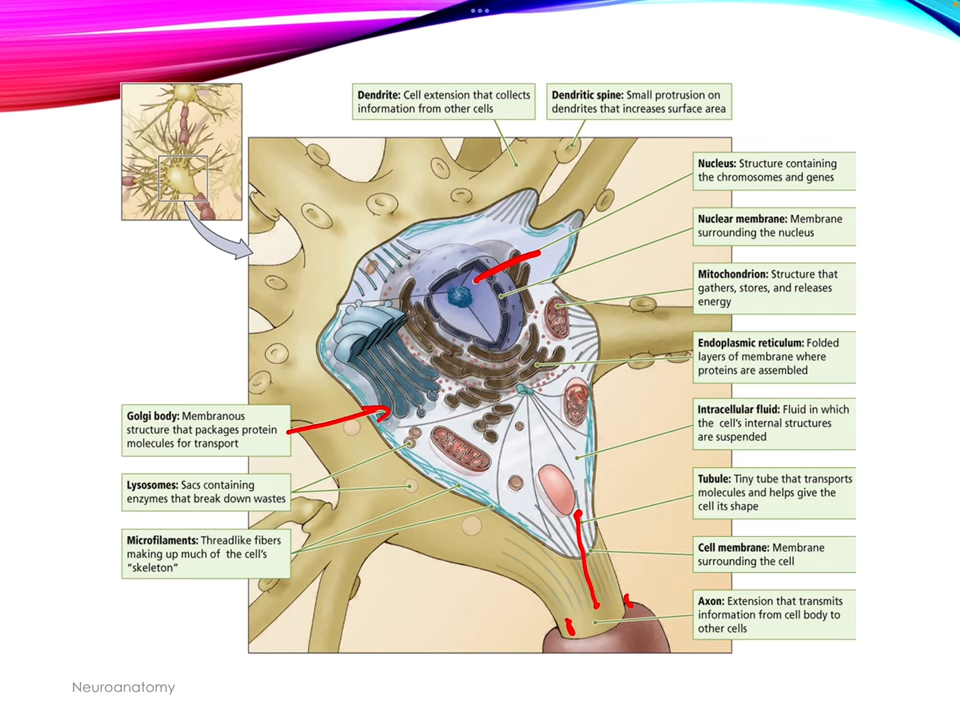 Dendrite: Cell extension that collects
information from other cells
Dendritic spine: Small protrusion on
dendrites that increases surface area
Nucleus: Structure containing
the chromosomes and genes
Nuclear membrane: Membrane
surrounding the nucleus
Mitochondrion: Structure that
gathers, stores, and releases
energy
Endoplasmic reticulum: Folded
layers of membrane where
proteins are assembled
Intracellular fluid: Fluid in which
the cell’s internal structures
are suspended
Tubule: Tiny tube that transports
molecules and helps give the
cell its shape
Cell membrane: Membrane
surrounding the cell
Axon: Extension that transmits
information from cell body to
other cells
Golgi body: Membranous
structure that packages protein
molecules for transport
Lysosomes: Sacs containing
enzymes that break down wastes
Microfilaments: Threadlike fibers
making up much of the cell’s
“skeleton”
Neuroanatomy